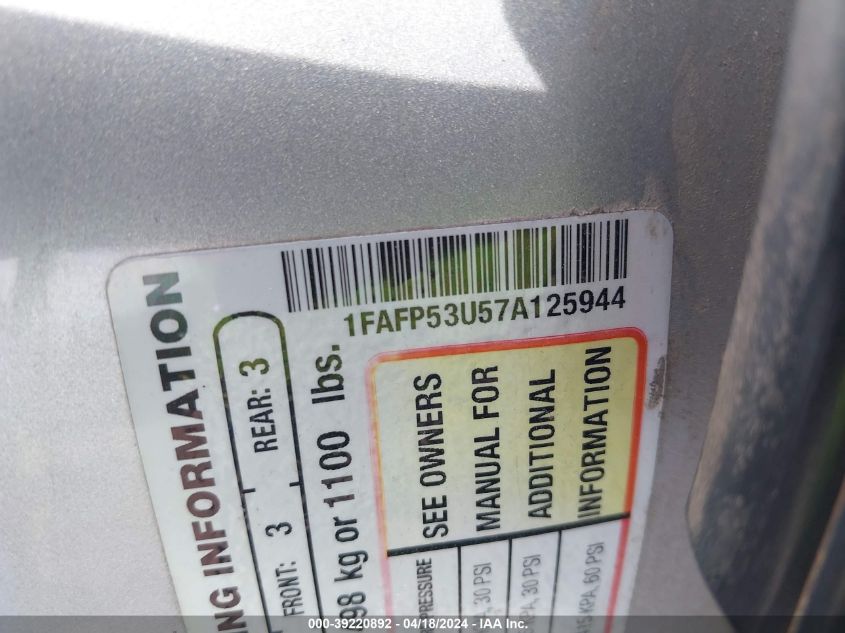 1FAFP53U57A125944
NG INFORMATION
FRONT: 3 REAR: 3
98 kg or 1100 lbs.
SEE OWNERS
MANUAL FOR
ADDITIONAL
INFORMATION
PRESSURE
, 30 PSI
PA, 30 PSI
415 KPA, 60 PSI
000-39220892 - 04/18/2024 - IAA Inc.